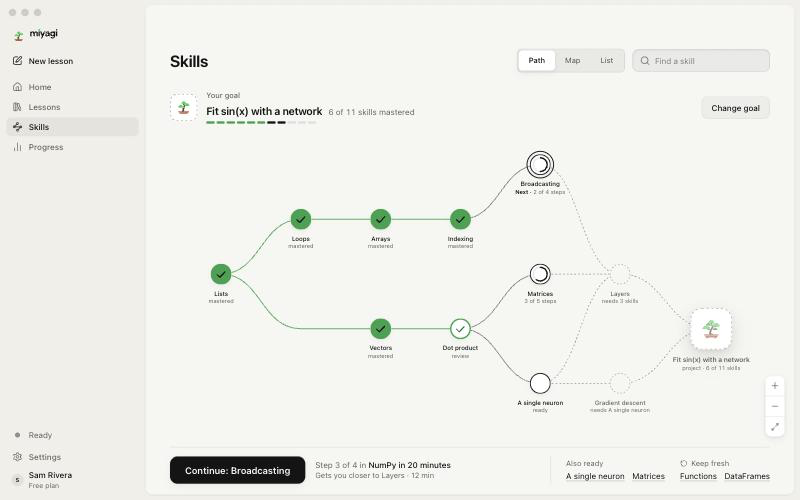 miyagi
New lesson
Home
Lessons
Skills
Progress
Ready
Settings
S
Sam Rivera
Free plan
Skills
Path
Map
List
Find a skill
Your goal
Fit sin(x) with a network
6 of 11 skills mastered
Change goal
Broadcasting
Next · 2 of 4 steps
Loops
mastered
Arrays
mastered
Indexing
mastered
Lists
mastered
Matrices
3 of 5 steps
Layers
needs 3 skills
Vectors
mastered
Dot product
review
Fit sin(x) with a network
project · 6 of 11 skills
A single neuron
ready
Gradient descent
needs A single neuron
+
−
Continue: Broadcasting
Step 3 of 4 in NumPy in 20 minutes
Gets you closer to Layers · 12 min
Also ready
A single neuron Matrices
Keep fresh
Functions DataFrames